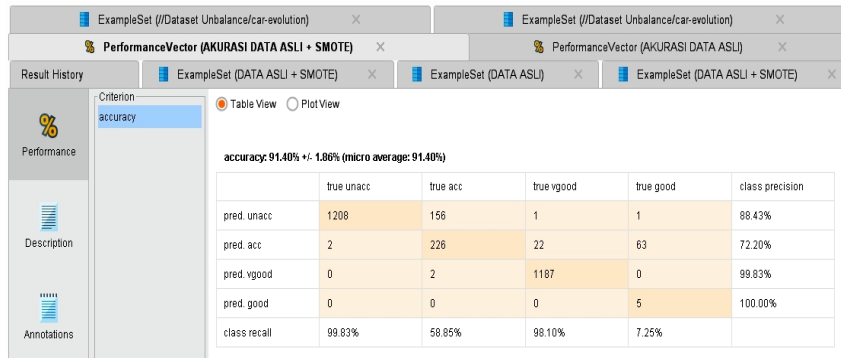 ExampleSet (//Dataset Unbalance/car-evolution) ExampleSet (//Dataset Unbalance/car-evolution)
PerformanceVector (AKURASI DATA ASLI + SMOTE) PerformanceVector (AKURASI DATA ASLI)
Result History ExampleSet (DATA ASLI + SMOTE) ExampleSet (DATA ASLI) ExampleSet (DATA ASLI + SMOTE)
Criterion
accuracy
Table View Plot View
Performance
Description
Annotations
accuracy: 91.40% +/- 1.86% (micro average: 91.40%)
true unacc true acc true vgood true good class precision
pred. unacc 1208 156 1 1 88.43%
pred. acc 2 226 22 63 72.20%
pred. vgood 0 2 1187 0 99.83%
pred. good 0 0 0 5 100.00%
class recall 99.83% 58.85% 98.10% 7.25%